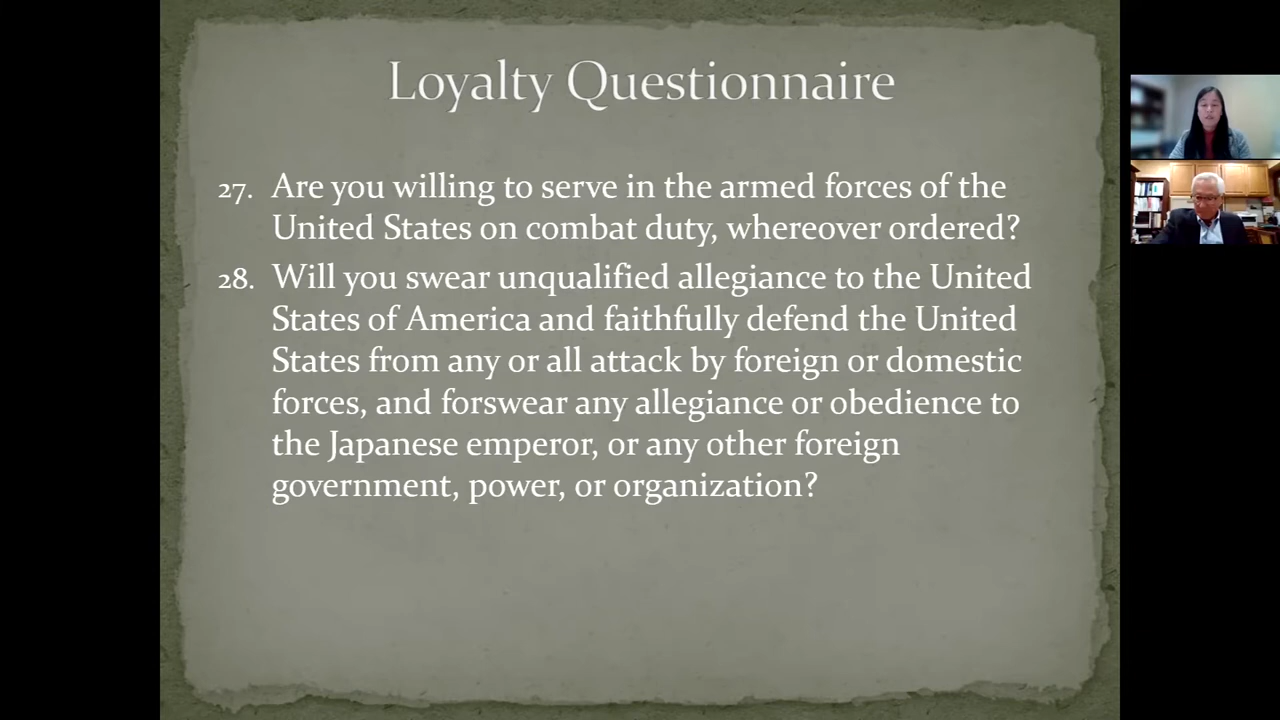 Loyalty Questionnaire
27. Are you willing to serve in the armed forces of the
United States on combat duty, whereover ordered?
28. Will you swear unqualified allegiance to the United
States of America and faithfully defend the United
States from any or all attack by foreign or domestic
forces, and forswear any allegiance or obedience to
the Japanese emperor, or any other foreign
government, power, or organization?